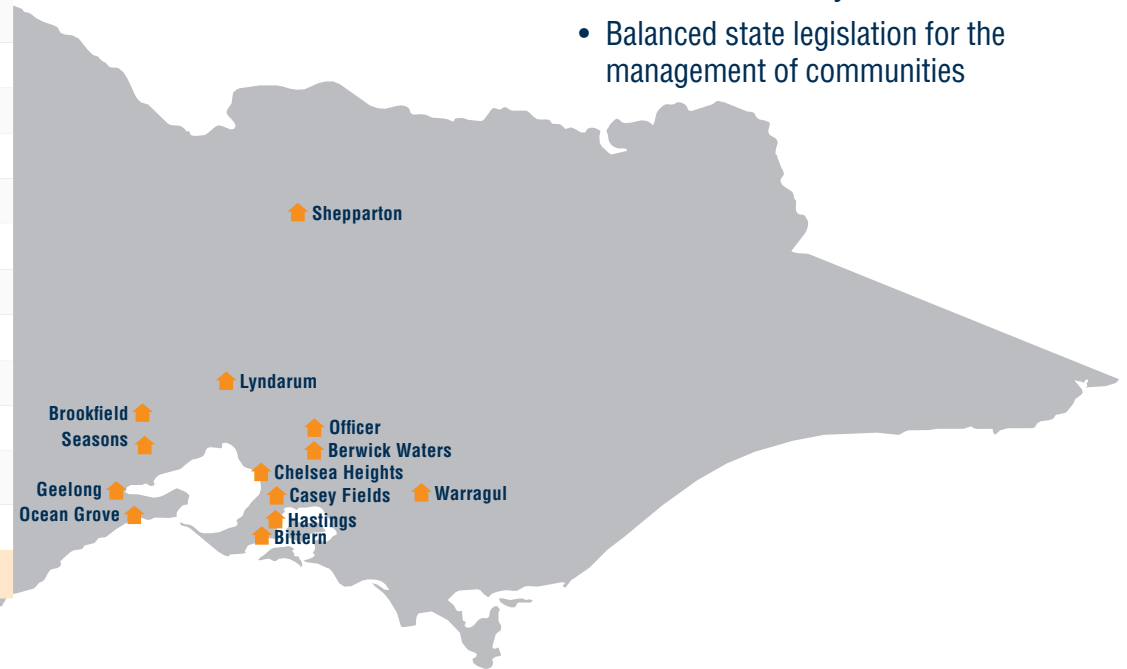 • Balanced state legislation for the
management of communities
Shepparton
Lyndarum
Brookfield
Officer
Seasons
Berwick Waters
Chelsea Heights
Geelong
Casey Fields
Warragul
Ocean Grove
Hastings
Bittern